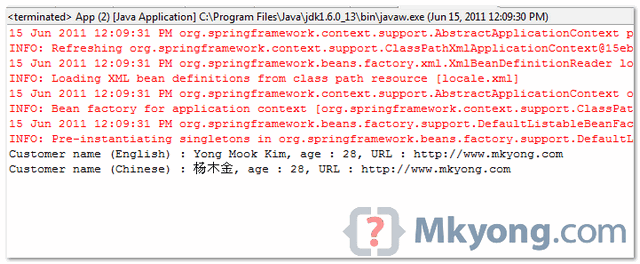 <terminated> App (2) [Java Application] C:\Program Files\Java\jdk1.6.0_13\bin\javaw.exe (Jun 15, 2011 12:09:30 PM)
15 Jun 2011 12:09:31 PM org.springframework.context.support.AbstractApplicationContext p
INFO: Refreshing org.springframework.context.support.ClassPathXmlApplicationContext@15eb
15 Jun 2011 12:09:31 PM org.springframework.beans.factory.xml.XmlBeanDefinitionReader lo
INFO: Loading XML bean definitions from class path resource [locale.xml]
15 Jun 2011 12:09:31 PM org.springframework.context.support.AbstractApplicationContext o
INFO: Bean factory for application context [org.springframework.context.support.ClassPat
15 Jun 2011 12:09:31 PM org.springframework.beans.factory.support.DefaultListableBeanFac
INFO: Pre-instantiating singletons in org.springframework.beans.factory.support.DefaultL
Customer name (English) : Yong Mook Kim, age : 28, URL : http://www.mkyong.com
Customer name (Chinese) : 杨木金, age : 28, URL : http://www.mkyong.com
{?} Mkyong.com